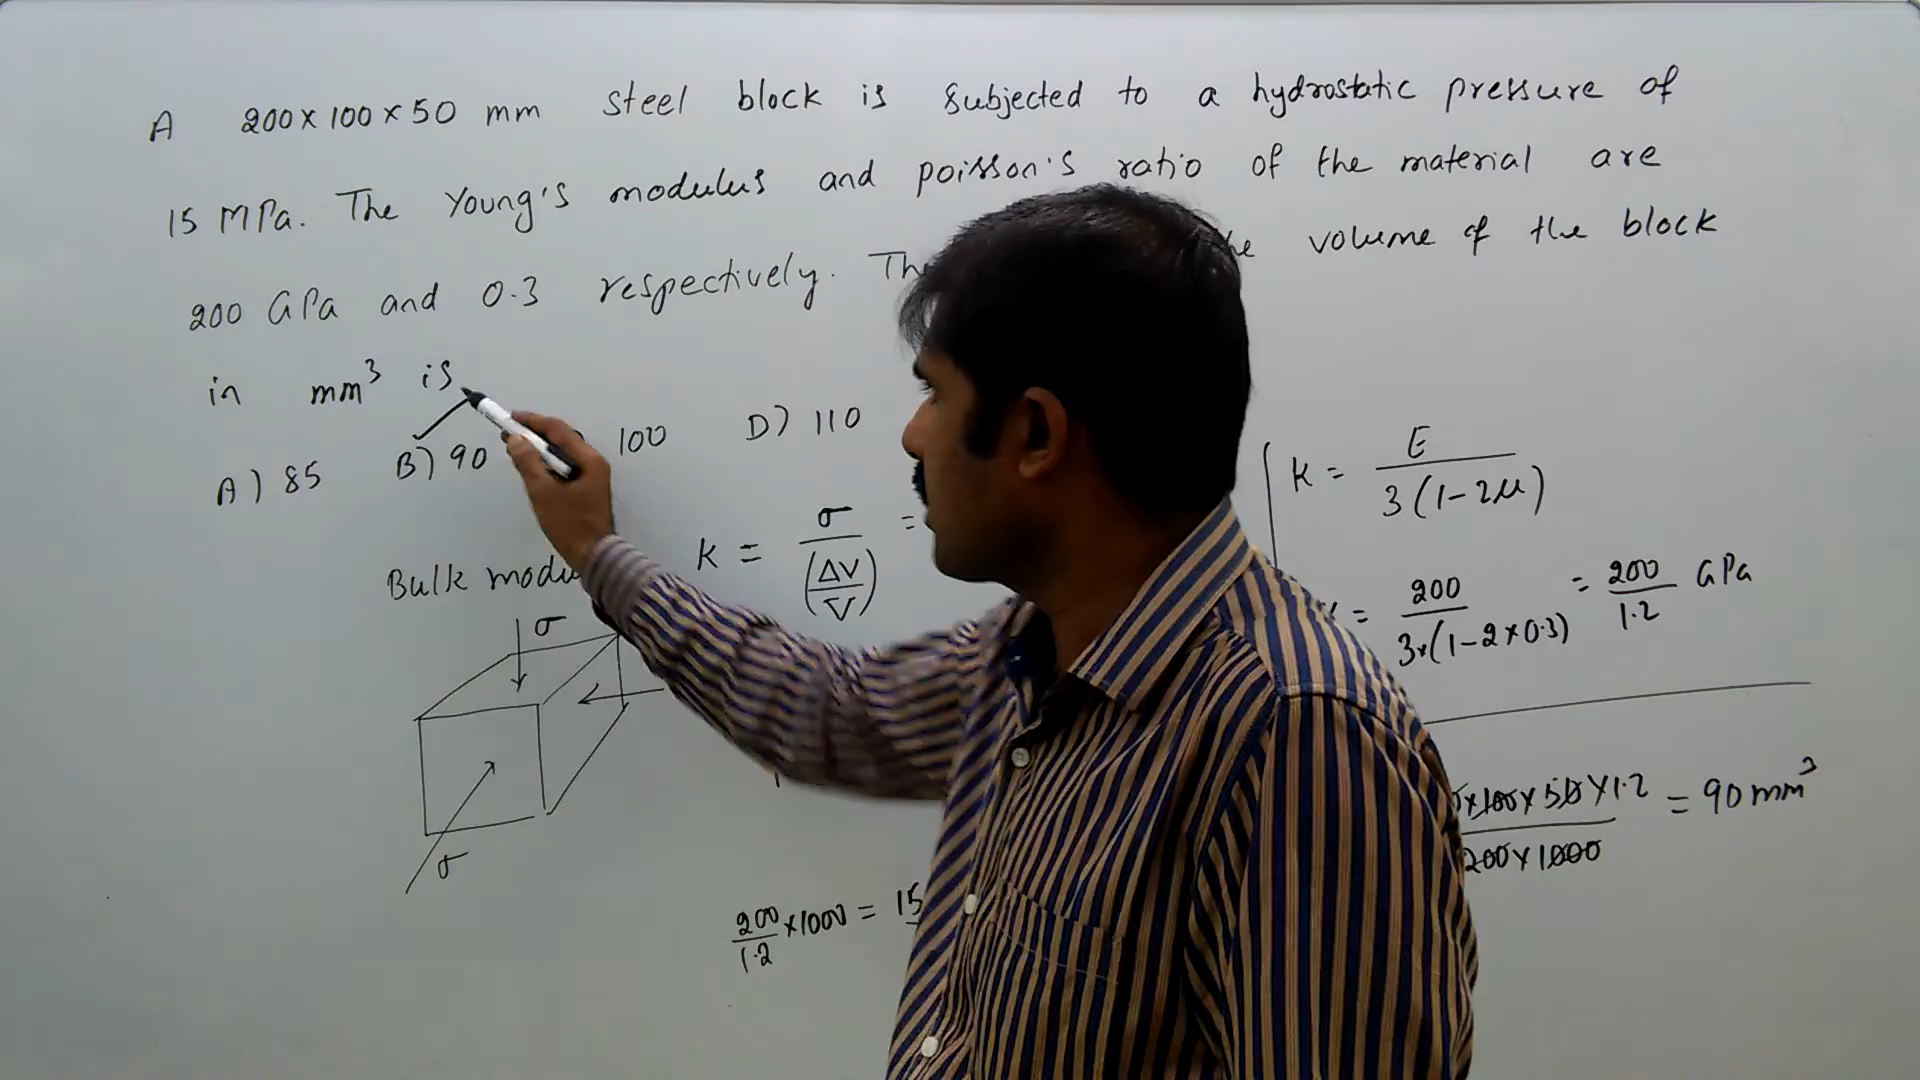 A 200 x 100 x 50 mm steel block is subjected to a hydrostatic pressure of
15 MPa. The Young's modulus and poisson's ratio of the material are
200 GPa and 0.3 respectively. The volume of the block
in mm³ is
A) 85 B) 90 100 D) 110
Bulk K = σ / (ΔV/V) =
K = E / 3(1-2μ)
= 200 / 3x(1-2x0.3) = 200/1.2 GPa
σ
σ
x100x50x1.2 / 200x1000 = 90 mm³
200/1.2 x1000 = 15